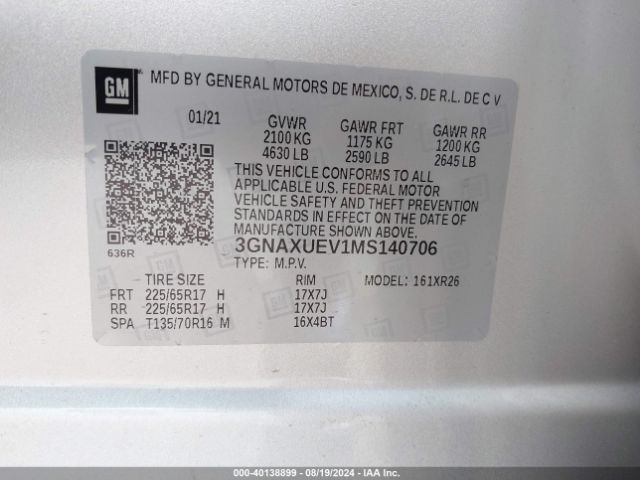 GM
MFD BY GENERAL MOTORS DE MEXICO, S. DE R.L. DE C V
01/21 GVWR GAWR FRT GAWR RR
2100 KG 1175 KG 1200 KG
4630 LB 2590 LB 2645 LB
THIS VEHICLE CONFORMS TO ALL
APPLICABLE U.S. FEDERAL MOTOR
VEHICLE SAFETY AND THEFT PREVENTION
STANDARDS IN EFFECT ON THE DATE OF
MANUFACTURE SHOWN ABOVE.
636R 3GNAXUEV1MS140706
TYPE: M.P.V. MODEL: 161XR26
TIRE SIZE RIM
FRT 225/65R17 H 17X7J
RR 225/65R17 H 17X7J
SPA T135/70R16 M 16X4BT
000-40138899 - 08/19/2024 - IAA Inc.